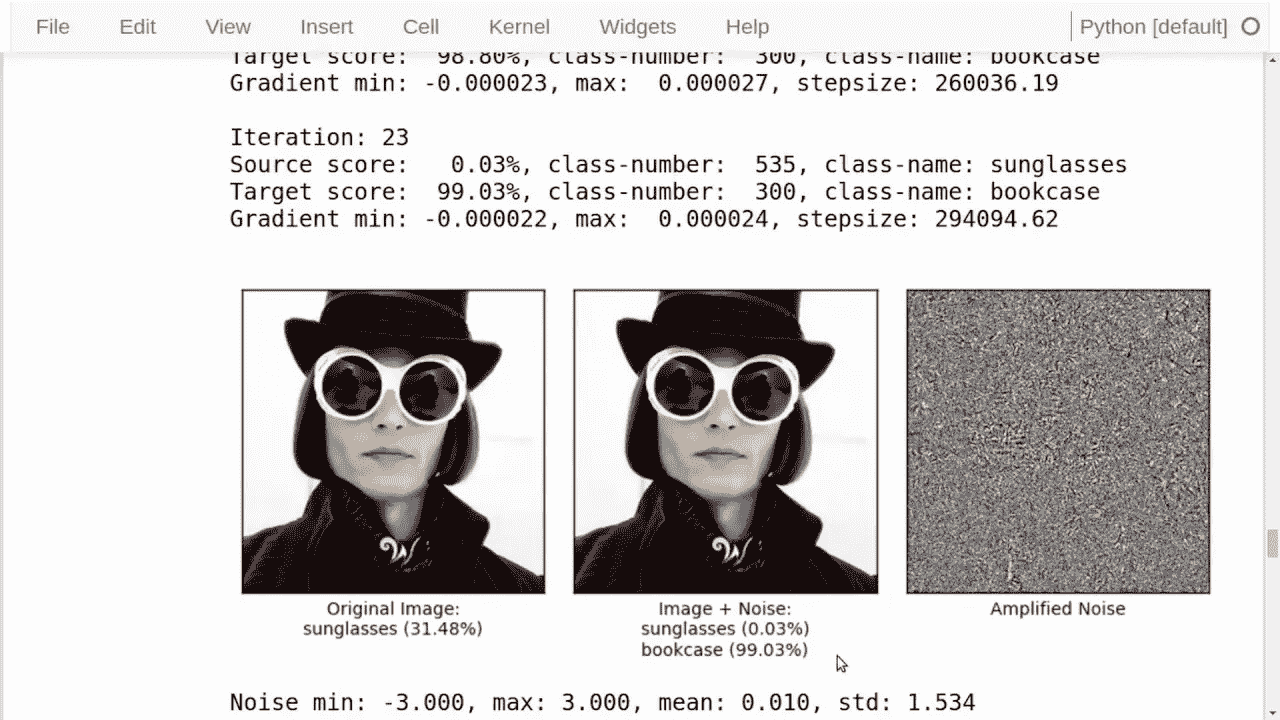 File Edit View Insert Cell Kernel Widgets Help Python [default]
Target score: 98.80%, class-number: 300, class-name: bookcase
Gradient min: -0.000023, max: 0.000027, stepsize: 260036.19
Iteration: 23
Source score: 0.03%, class-number: 535, class-name: sunglasses
Target score: 99.03%, class-number: 300, class-name: bookcase
Gradient min: -0.000022, max: 0.000024, stepsize: 294094.62
W
Original Image:
sunglasses (31.48%)
W
Image + Noise:
sunglasses (0.03%)
bookcase (99.03%)
Amplified Noise
Noise min: -3.000, max: 3.000, mean: 0.010, std: 1.534